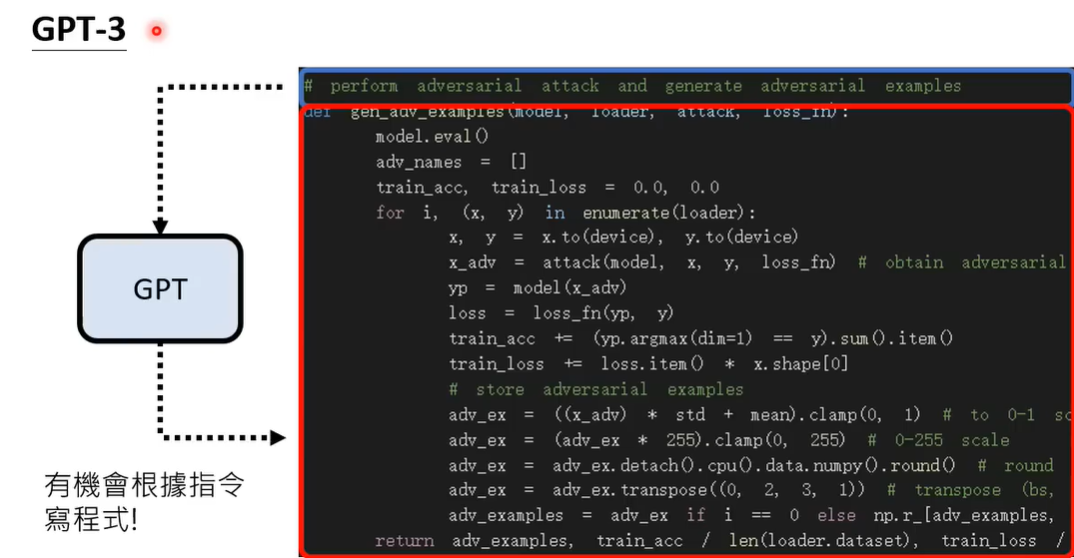 GPT-3
# perform adversarial attack and generate adversarial examples
def gen_adv_examples(model, loader, attack, loss_fn):
model.eval()
adv_names = []
train_acc, train_loss = 0.0, 0.0
for i, (x, y) in enumerate(loader):
x, y = x.to(device), y.to(device)
x_adv = attack(model, x, y, loss_fn) # obtain adversarial
yp = model(x_adv)
loss = loss_fn(yp, y)
train_acc += (yp.argmax(dim=1) == y).sum().item()
train_loss += loss.item() * x.shape[0]
# store adversarial examples
adv_ex = ((x_adv) * std + mean).clamp(0, 1) # to 0-1 sc
adv_ex = (adv_ex * 255).clamp(0, 255) # 0-255 scale
adv_ex = adv_ex.detach().cpu().data.numpy().round() # round
adv_ex = adv_ex.transpose((0, 2, 3, 1)) # transpose (bs,
adv_examples = adv_ex if i == 0 else np.r_[adv_examples,
return adv_examples, train_acc / len(loader.dataset), train_loss /
GPT
有機會根據指令
寫程式!